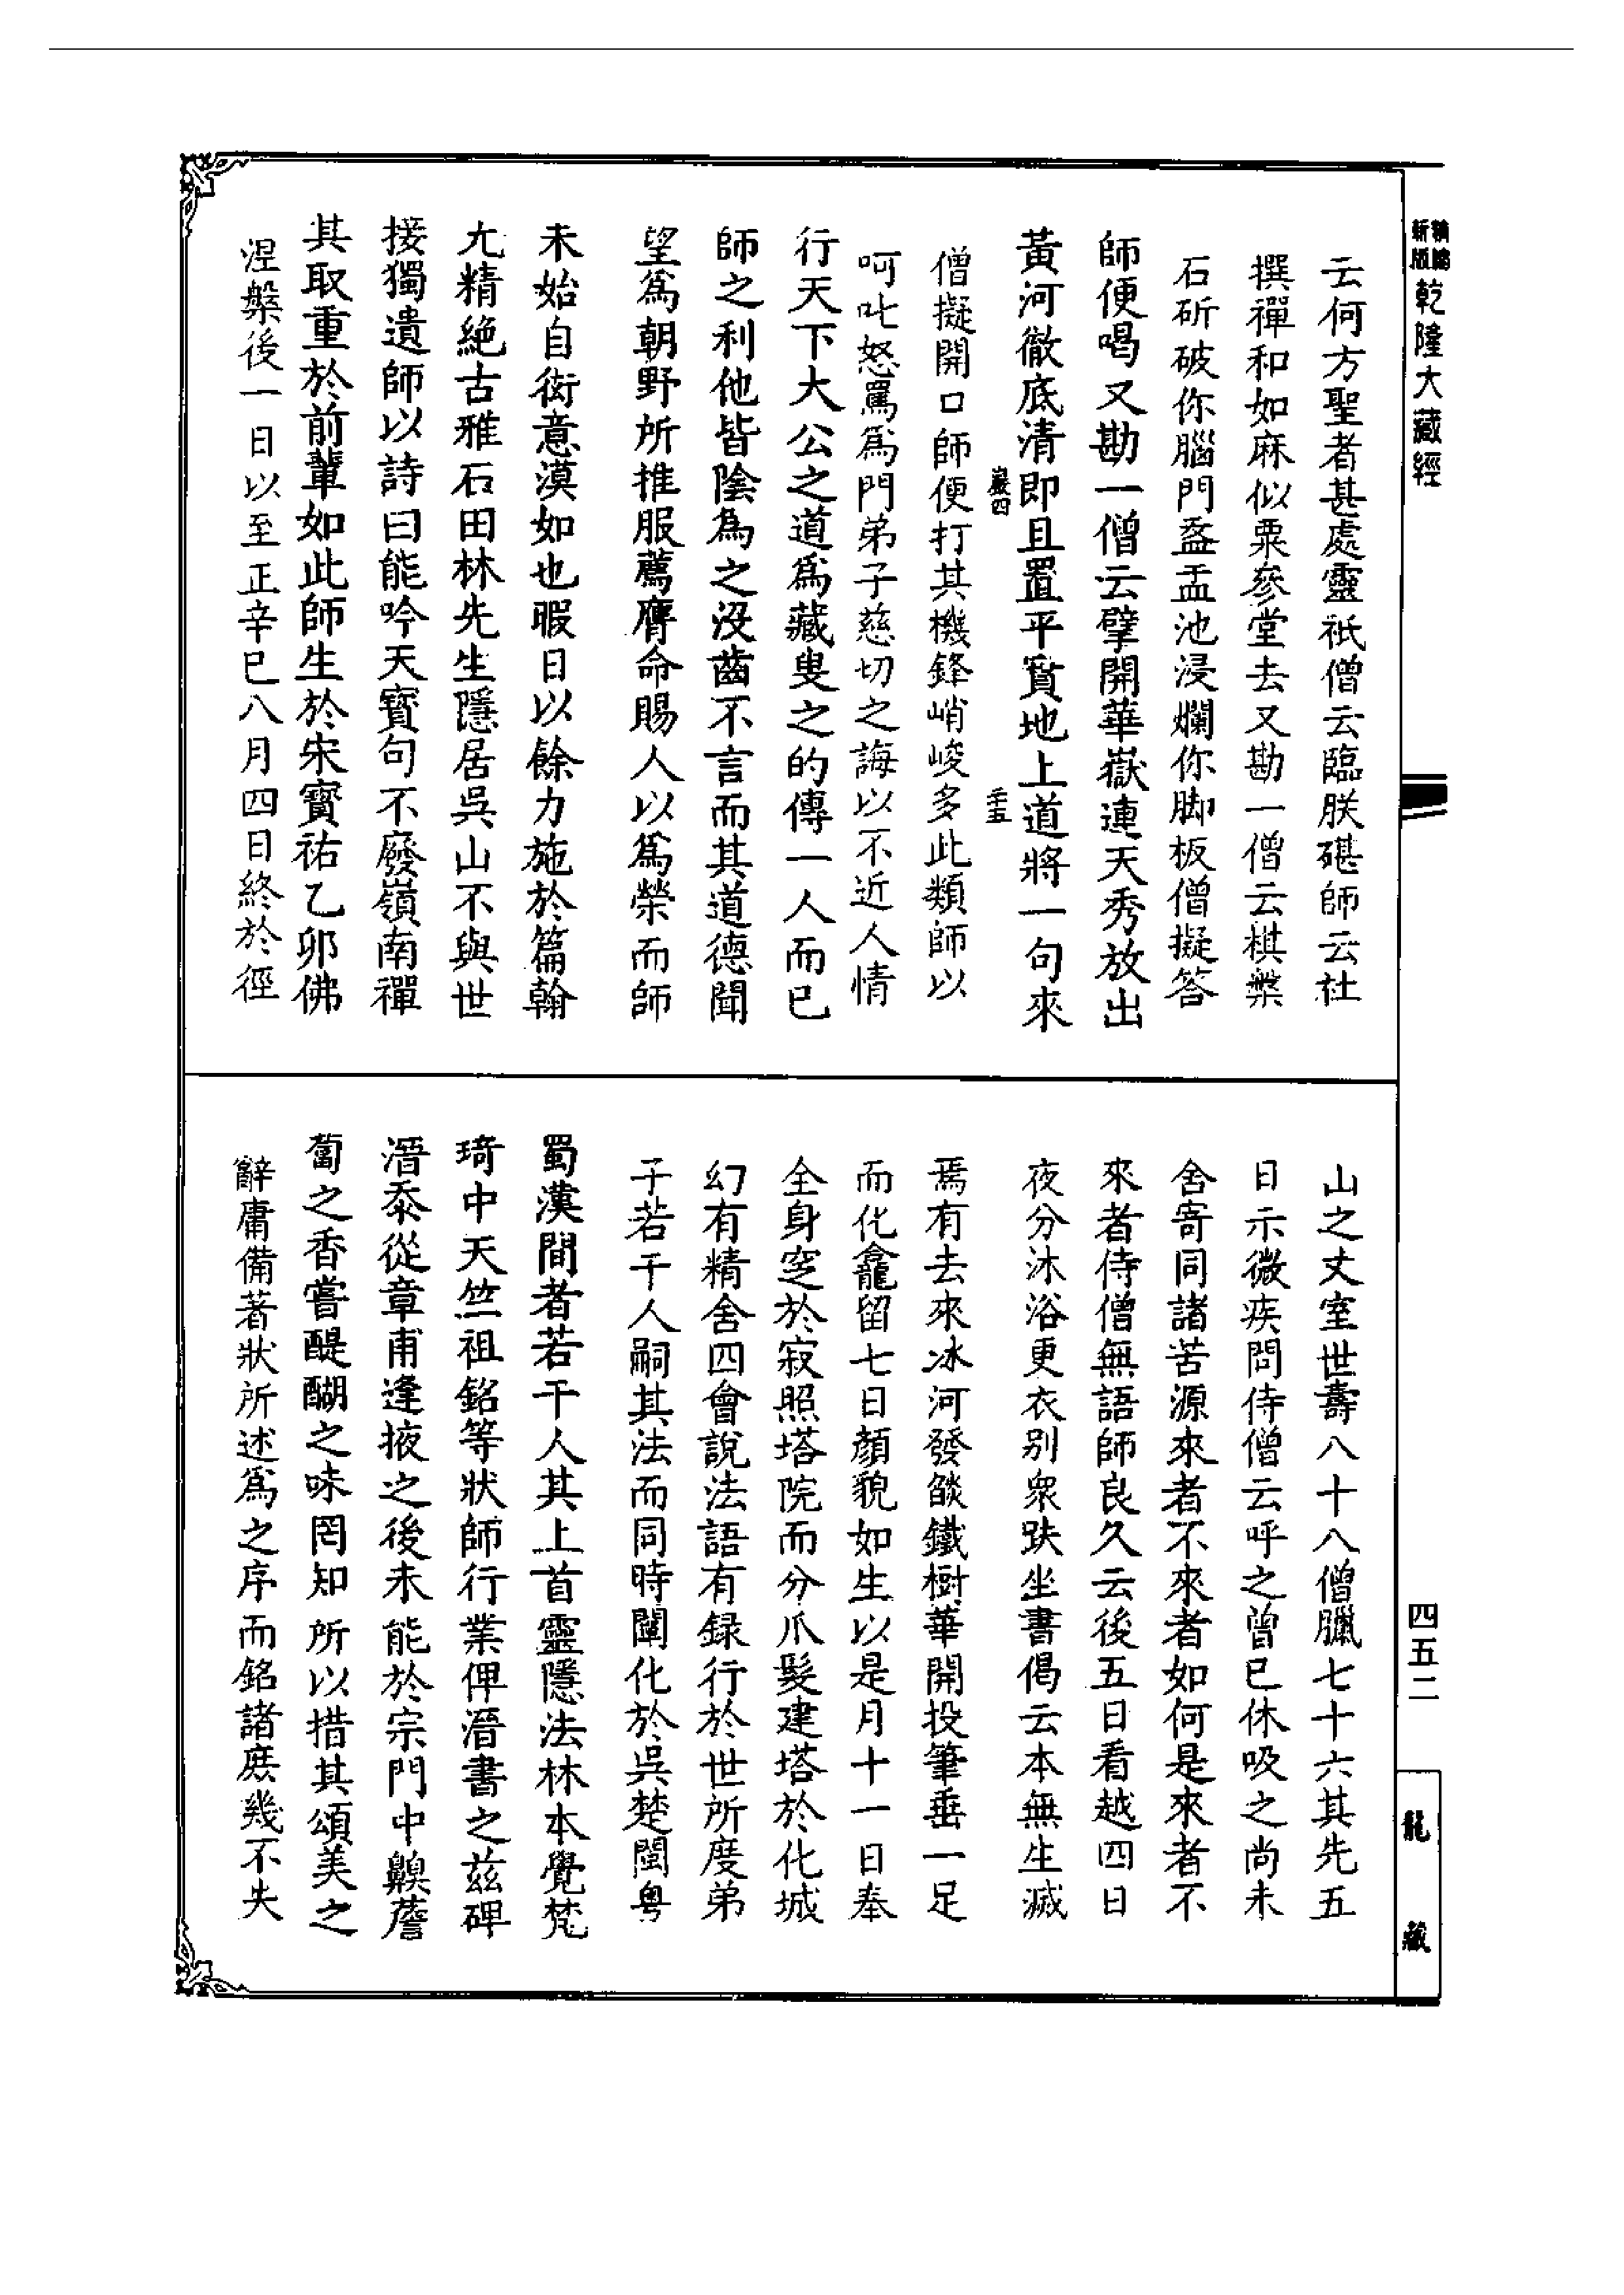 新編
新版
乾隆大藏經
云何方聖者甚處靈祇僧云臨朕碪師云社
撰禪和如麻似粟參堂去又勘一僧云棋槃
石斫破你腦門盋盂池浸爛你脚板僧擬答
師便喝又勘一僧云擘開華嶽連天秀放出
黃河徹底清即且置平實地上道將一句來
巖四
二十五
僧擬開口師便打其機鋒峭峻多此類師以
呵叱怒罵爲門弟子慈切之誨以不近人情
行天下大公之道爲藏叟之的傳一人而已
師之利他皆陰爲之沒齒不言而其道德聞
望爲朝野所推服薦膺命賜人以爲榮而師
未始自衒意漠如也暇日以餘力施於篇翰
尤精絶古雅石田林先生隱居吳山不與世
接獨遺師以詩曰能吟天寶句不廢嶺南禪
其取重於前輩如此師生於宋寶祐乙卯佛
涅槃後一日以至正辛巳八月四日終於徑
山之丈室世壽八十八僧臘七十六其先五
日示微疾問侍僧云呼之曾已休吸之尚未
舍寄同諸苦源來者不來者如何是來者不
來者侍僧無語師良久云後五日看越四日
夜分沐浴更衣別衆趺坐書偈云本無生滅
焉有去來冰河發燄鐵樹華開投筆垂一足
而化龕留七日顏貌如生以是月十一日奉
全身窆於寂照塔院而分爪髮建塔於化城
幻有精舍四會說法語有録行於世所度弟
子若干人嗣其法而同時闡化於吳楚閩粵
蜀漢間者若干人其上首靈隱法林本覺梵
琦中天竺祖銘等狀師行業俾溍書之茲碑
溍忝從章甫逢掖之後未能於宗門中齅薝
蔔之香嘗醍醐之味罔知所以措其頌美之
辭庸備著狀所述爲之序而銘諸庶幾不失
四五二
龍藏